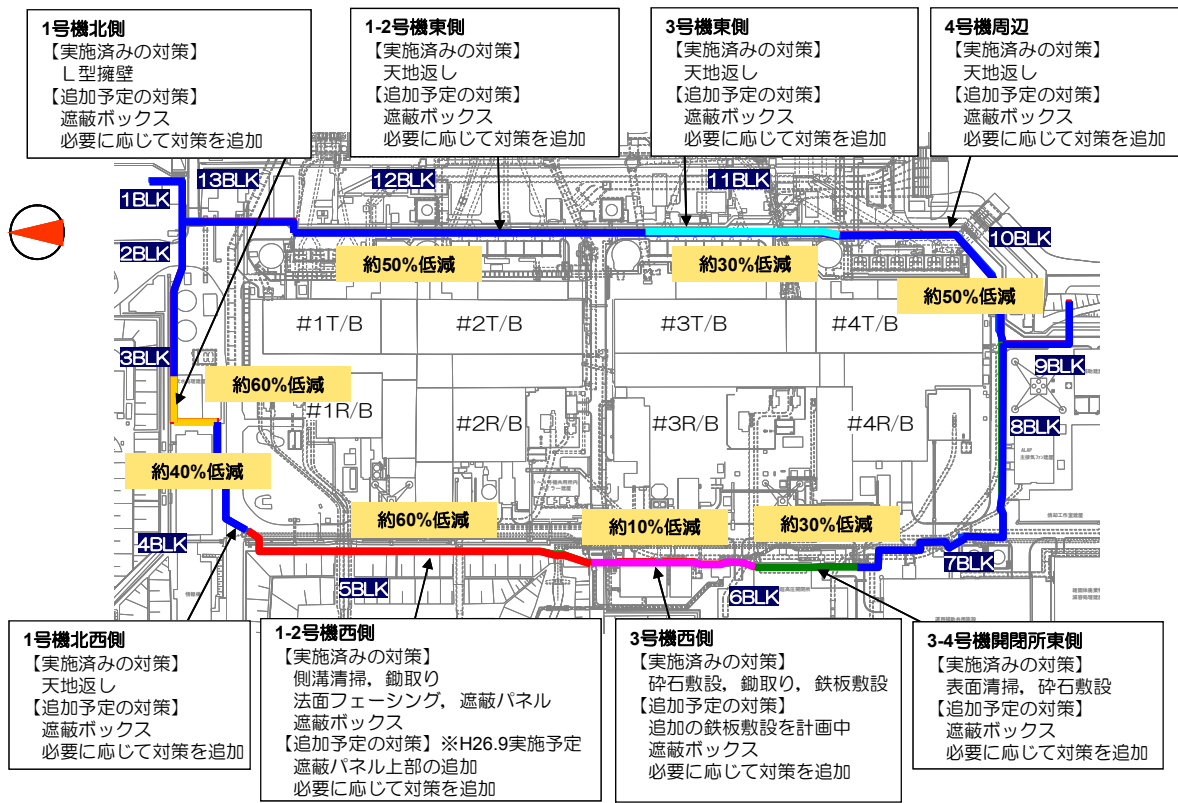 1号機北側
【実施済みの対策】
L型擁壁
【追加予定の対策】
遮蔽ボックス
必要に応じて対策を追加
1-2号機東側
【実施済みの対策】
天地返し
【追加予定の対策】
遮蔽ボックス
必要に応じて対策を追加
3号機東側
【実施済みの対策】
天地返し
【追加予定の対策】
遮蔽ボックス
必要に応じて対策を追加
4号機周辺
【実施済みの対策】
天地返し
【追加予定の対策】
遮蔽ボックス
必要に応じて対策を追加
1BLK
13BLK
12BLK
11BLK
10BLK
2BLK
約50%低減
約30%低減
約50%低減
#1T/B
#2T/B
#3T/B
#4T/B
3BLK
9BLK
約60%低減
#1R/B
#2R/B
#3R/B
#4R/B
8BLK
約40%低減
約60%低減
約10%低減
約30%低減
4BLK
5BLK
6BLK
7BLK
1号機北西側
【実施済みの対策】
天地返し
【追加予定の対策】
遮蔽ボックス
必要に応じて対策を追加
1-2号機西側
【実施済みの対策】
側溝清掃，鋤取り
法面フェーシング，遮蔽パネル
遮蔽ボックス
【追加予定の対策】※H26.9実施予定
遮蔽パネル上部の追加
必要に応じて対策を追加
3号機西側
【実施済みの対策】
砕石敷設，鋤取り，鉄板敷設
【追加予定の対策】
追加の鉄板敷設を計画中
遮蔽ボックス
必要に応じて対策を追加
3-4号機開閉所東側
【実施済みの対策】
表面清掃，砕石敷設
【追加予定の対策】
遮蔽ボックス
必要に応じて対策を追加